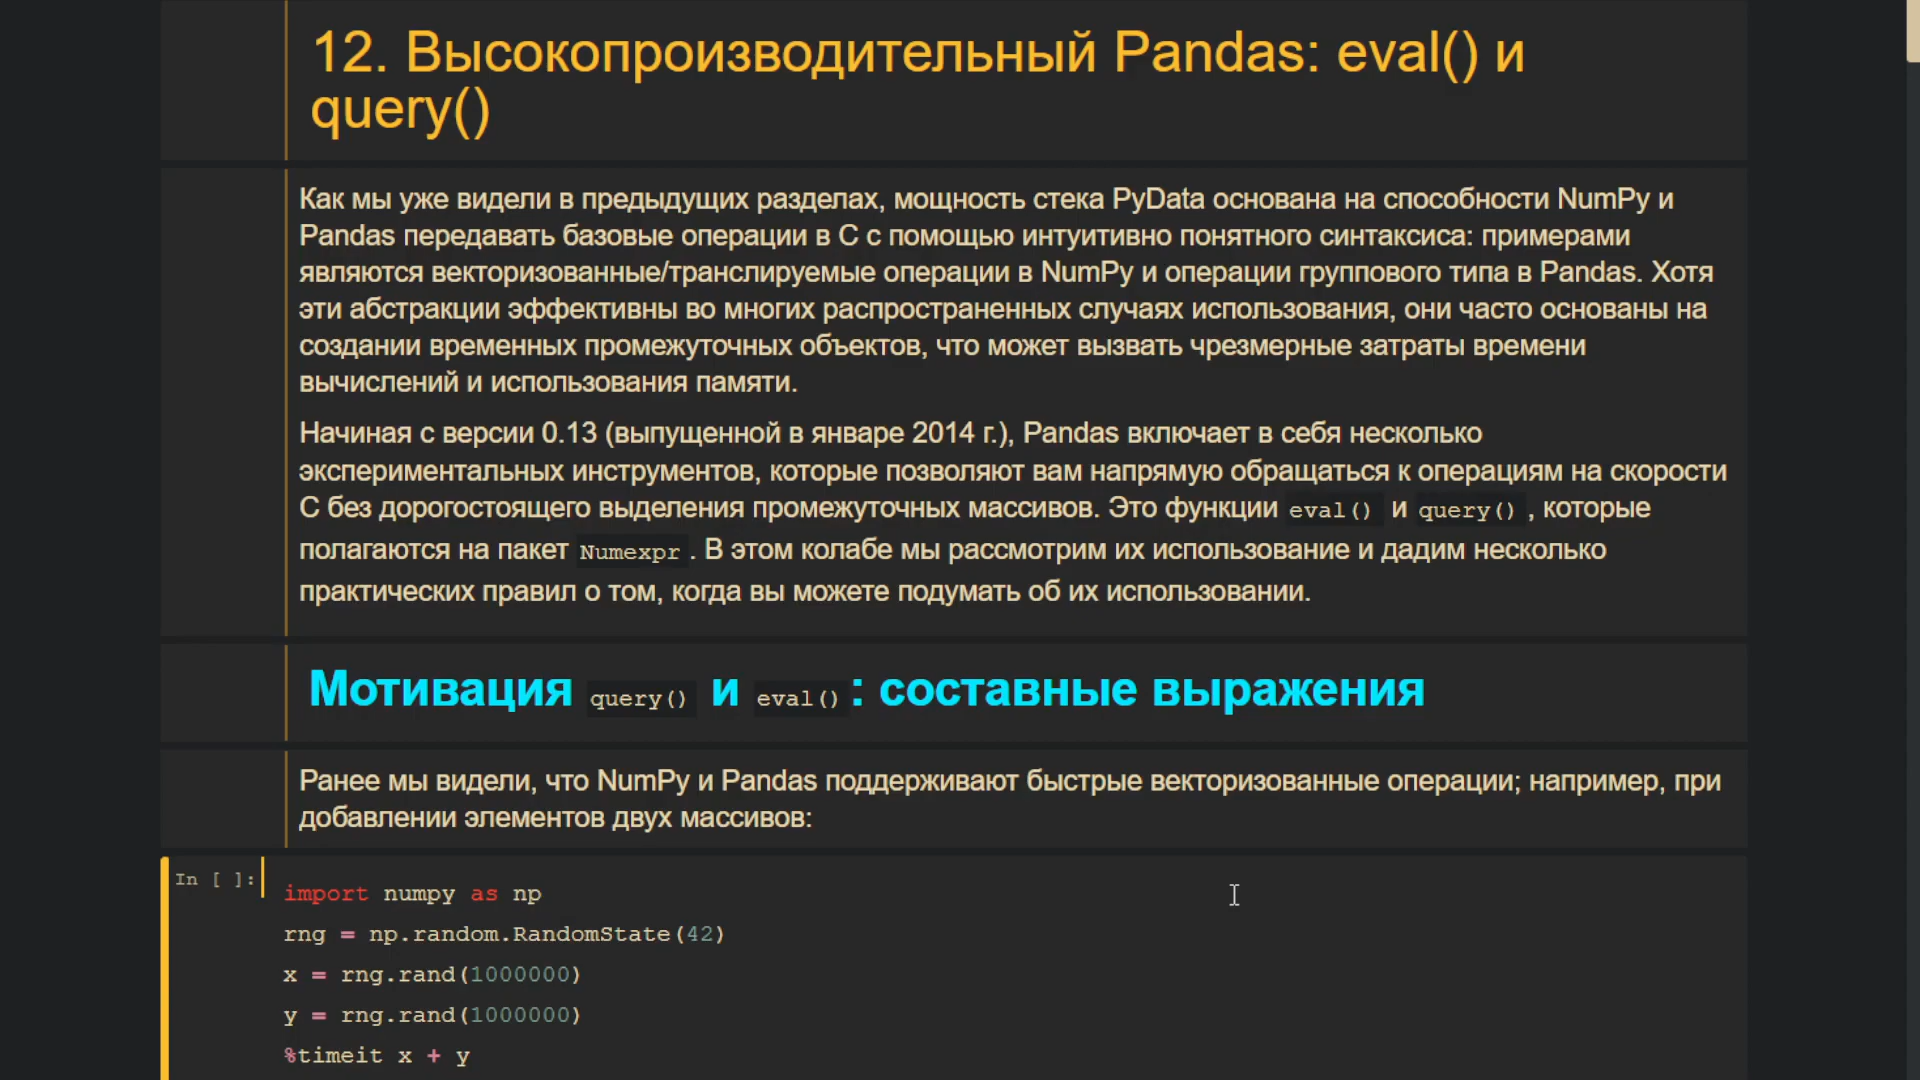 12. Высокопроизводительный Pandas: eval() и
query()
Как мы уже видели в предыдущих разделах, мощность стека PyData основана на способности NumPy и
Pandas передавать базовые операции в C с помощью интуитивно понятного синтаксиса: примерами
являются векторизованные/транслируемые операции в NumPy и операции группового типа в Pandas. Хотя
эти абстракции эффективны во многих распространенных случаях использования, они часто основаны на
создании временных промежуточных объектов, что может вызвать чрезмерные затраты времени
вычислений и использования памяти.
Начиная с версии 0.13 (выпущенной в январе 2014 г.), Pandas включает в себя несколько
экспериментальных инструментов, которые позволяют вам напрямую обращаться к операциям на скорости
C без дорогостоящего выделения промежуточных массивов. Это функции eval() и query() , которые
полагаются на пакет Numexpr . В этом колабе мы рассмотрим их использование и дадим несколько
практических правил о том, когда вы можете подумать об их использовании.
Мотивация query() и eval() : составные выражения
Ранее мы видели, что NumPy и Pandas поддерживают быстрые векторизованные операции; например, при
добавлении элементов двух массивов:
In [ ]:
import numpy as np
rng = np.random.RandomState(42)
x = rng.rand(1000000)
y = rng.rand(1000000)
%timeit x + y